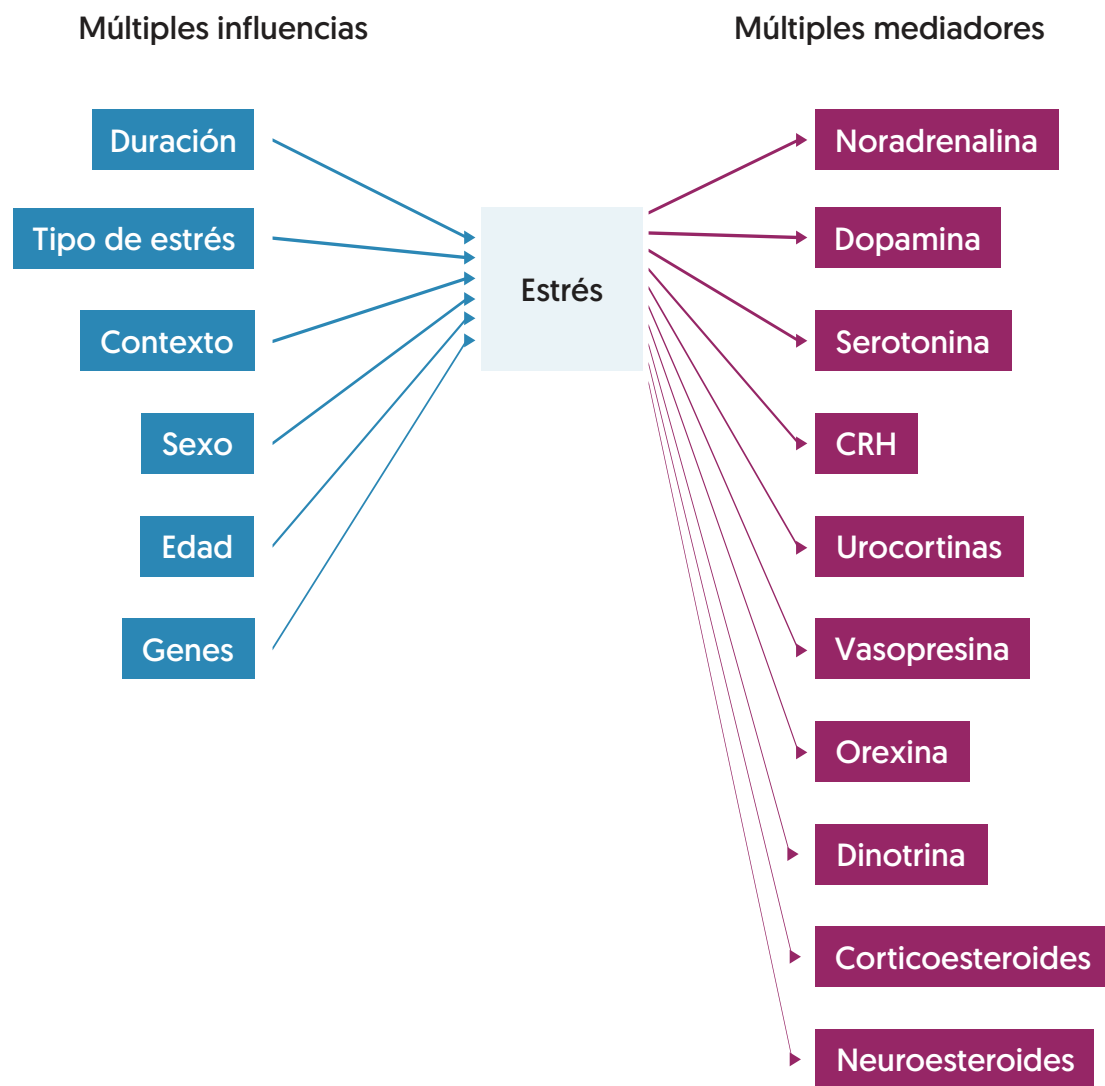 Múltiples influencias
Múltiples mediadores
Duración
Tipo de estrés
Contexto
Sexo
Edad
Genes
Estrés
Noradrenalina
Dopamina
Serotonina
CRH
Urocortinas
Vasopresina
Orexina
Dinotrina
Corticoesteroides
Neuroesteroides